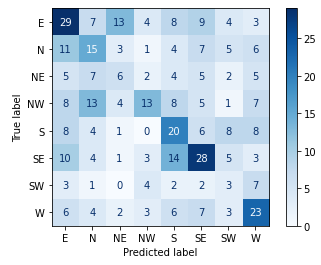 E 29 7 13 4 8 9 4 3
N 11 15 3 1 4 7 5 6
NE 5 7 6 2 4 5 2 5
NW 8 13 4 13 8 5 1 7
S 8 4 1 0 20 6 8 8
SE 10 4 1 3 14 28 5 3
SW 3 1 0 4 2 2 3 7
W 6 4 2 3 6 7 3 23
E N NE NW S SE SW W
Predicted label
True label
25
20
15
10
5
0